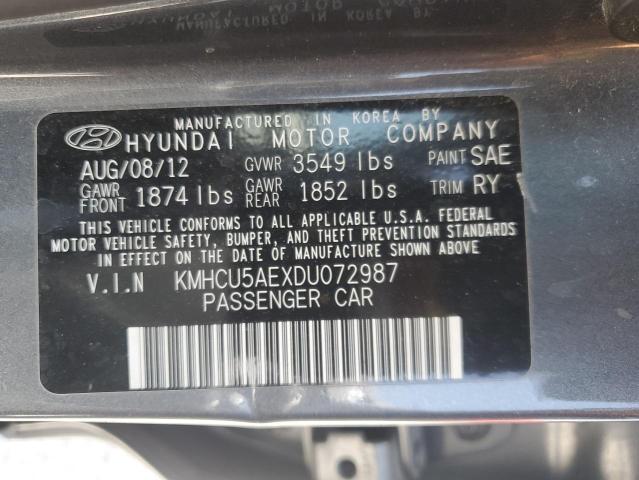 MANUFACTURED IN KOREA BY
HYUNDAI MOTOR COMPANY
AUG/08/12 GVWR 3549 lbs PAINT SAE
GAWR FRONT 1874 lbs GAWR REAR 1852 lbs TRIM RY
THIS VEHICLE CONFORMS TO ALL APPLICABLE U.S.A. FEDERAL
MOTOR VEHICLE SAFETY, BUMPER, AND THEFT PREVENTION STANDARDS
IN EFFECT ON THE DATE OF MANUFACTURE SHOWN ABOVE
V.I.N KMHCU5AEXDU072987
PASSENGER CAR